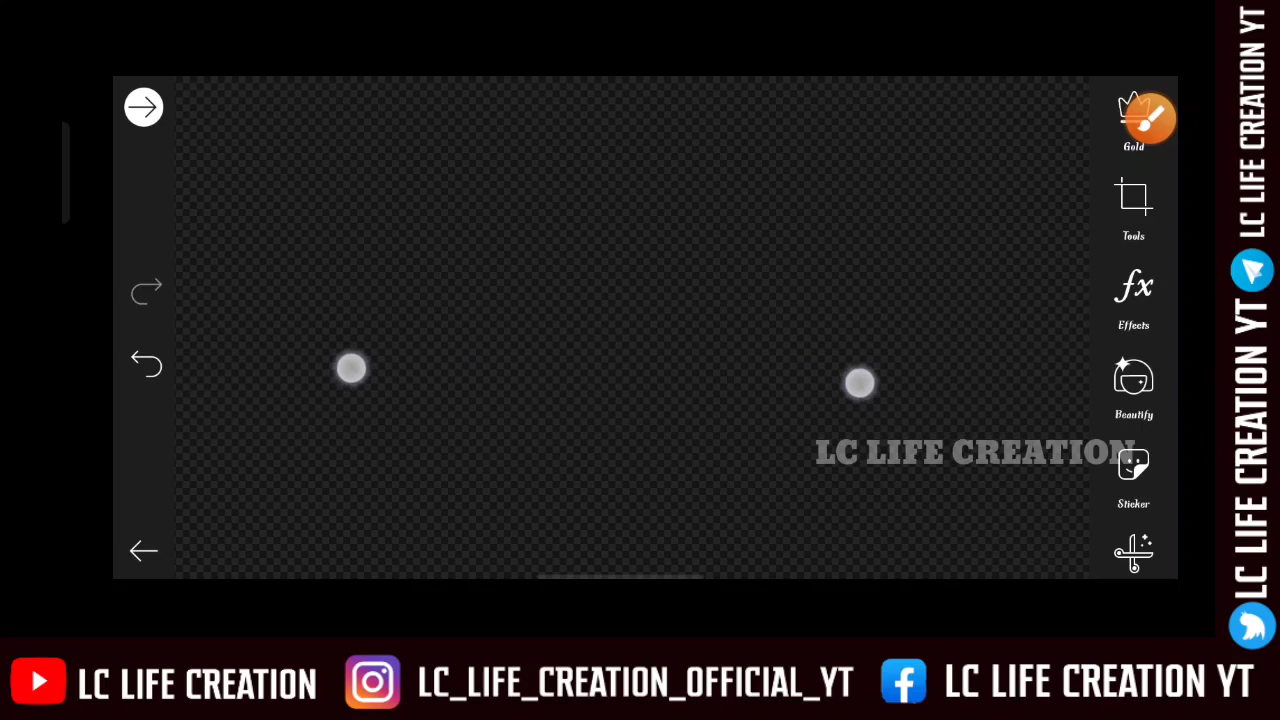 Gold
Tools
fx
Effects
Beautify
LC LIFE CREATION
Sticker
LC LIFE CREATION YT
LC LIFE CREATION YT
LC LIFE CREATION
LC_LIFE_CREATION_OFFICIAL_YT
LC LIFE CREATION YT